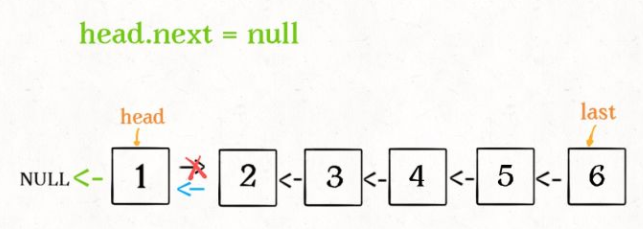 head.next = null
head
last
NULL <- 1 2 <- 3 <- 4 <- 5 <- 6